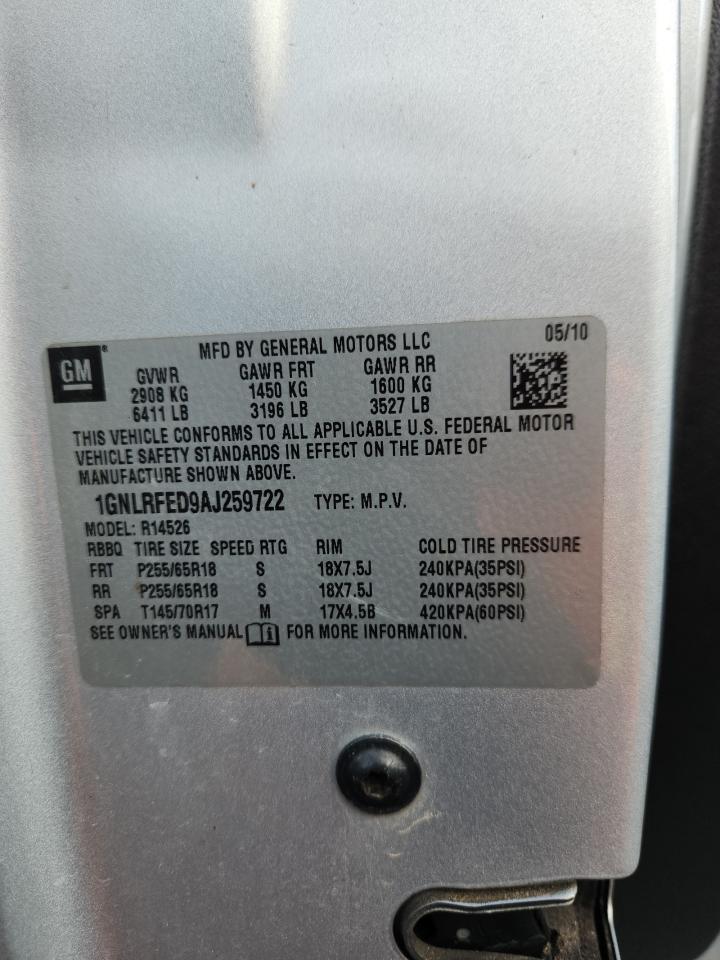 05/10
GM MFD BY GENERAL MOTORS LLC
GVWR GAWR FRT GAWR RR
2908 KG 1450 KG 1600 KG
6411 LB 3196 LB 3527 LB
THIS VEHICLE CONFORMS TO ALL APPLICABLE U.S. FEDERAL MOTOR
VEHICLE SAFETY STANDARDS IN EFFECT ON THE DATE OF
MANUFACTURE SHOWN ABOVE.
1GNLRFED9AJ259722 TYPE: M.P.V.
MODEL: R14526
RBBQ TIRE SIZE SPEED RTG RIM COLD TIRE PRESSURE
FRT P255/65R18 S 18X7.5J 240KPA(35PSI)
RR P255/65R18 S 18X7.5J 240KPA(35PSI)
SPA T145/70R17 M 17X4.5B 420KPA(60PSI)
SEE OWNER'S MANUAL FOR MORE INFORMATION.